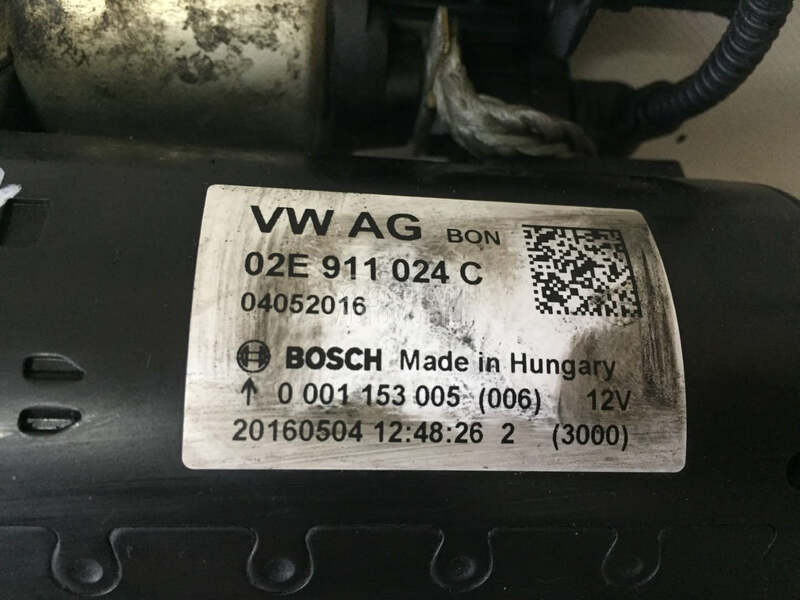 VW AG BON
02E 911 024 C
04052016
BOSCH Made in Hungary
↑ 0 001 153 005 (006) 12V
20160504 12:48:26 2 (3000)